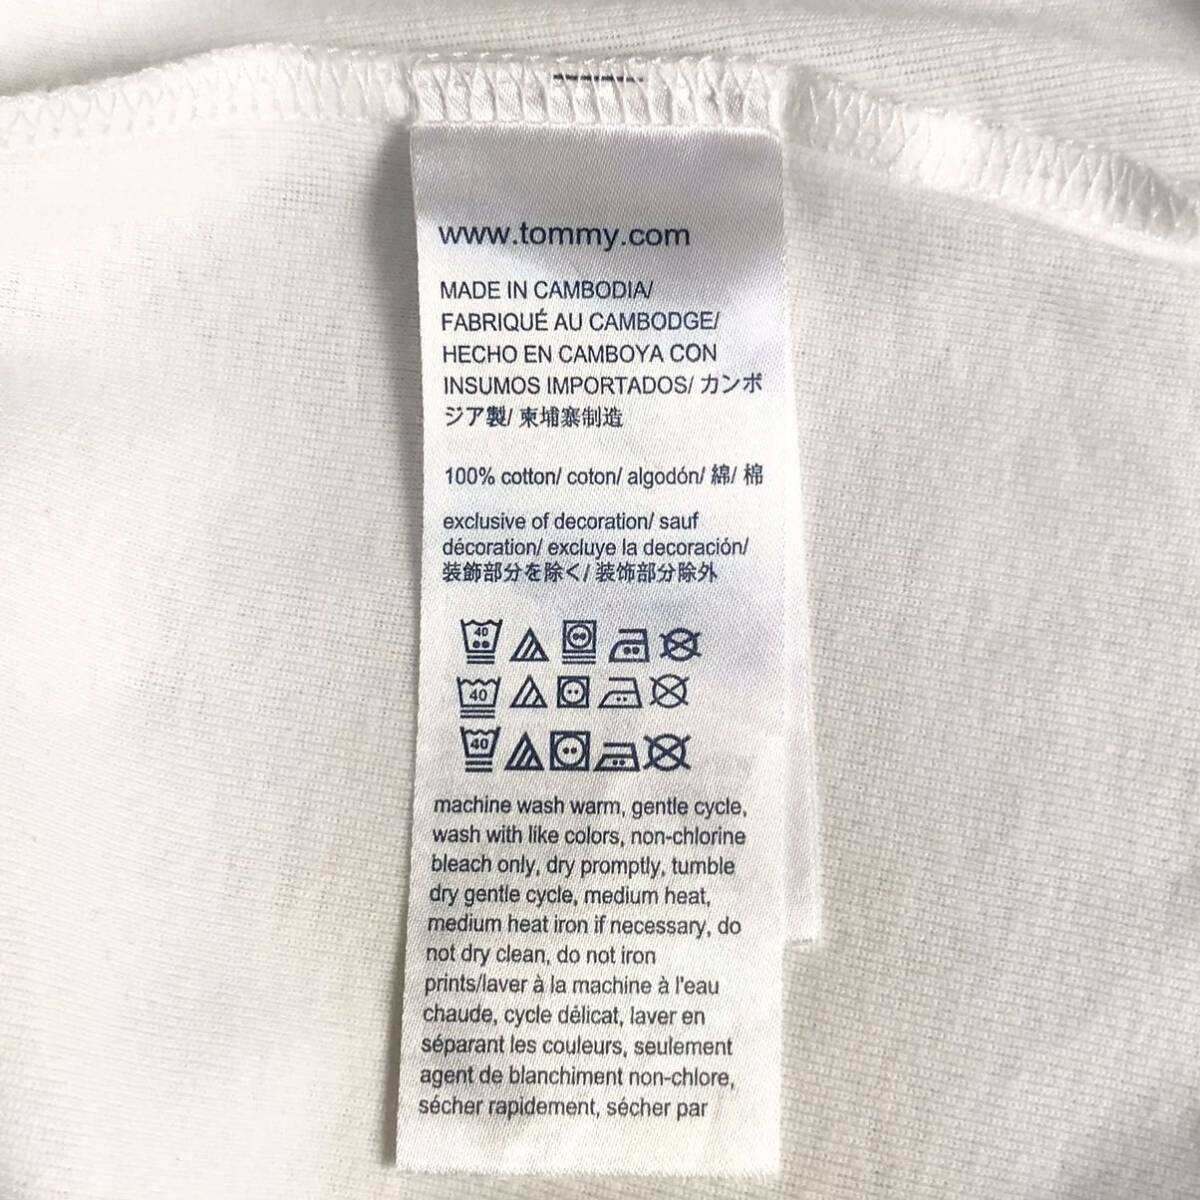 www.tommy.com
MADE IN CAMBODIA/
FABRIQUÉ AU CAMBODGE/
HECHO EN CAMBOYA CON
INSUMOS IMPORTADOS/ カンボ
ジア製/ 柬埔寨制造
100% cotton/ coton/ algodón/ 綿/ 棉
exclusive of decoration/ sauf
décoration/ excluye la decoración/
装飾部分を除く/ 装饰部分除外
40
40
40
machine wash warm, gentle cycle,
wash with like colors, non-chlorine
bleach only, dry promptly, tumble
dry gentle cycle, medium heat,
medium heat iron if necessary, do
not dry clean, do not iron
prints/laver à la machine à l'eau
chaude, cycle délicat, laver en
séparant les couleurs, seulement
agent de blanchiment non-chlore,
sécher rapidement, sécher par